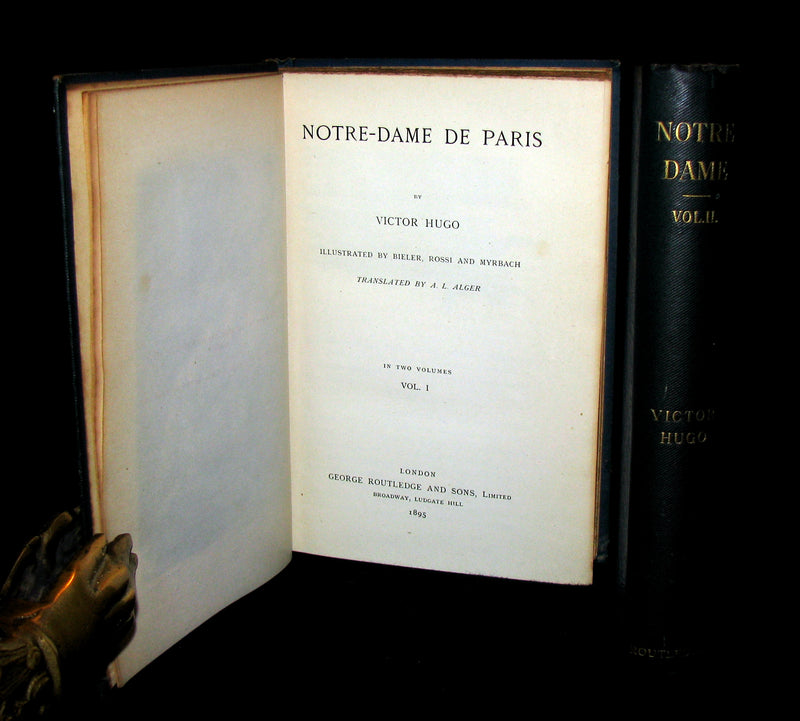 NOTRE-DAME DE PARIS
BY
VICTOR HUGO
ILLUSTRATED BY BIELER, ROSSI AND MYRBACH
TRANSLATED BY A. L. ALGER
IN TWO VOLUMES
VOL. I
LONDON
GEORGE ROUTLEDGE AND SONS, LIMITED
BROADWAY, LUDGATE HILL
1895
NOTRE
DAME
VOL. II.
VICTOR
HUGO